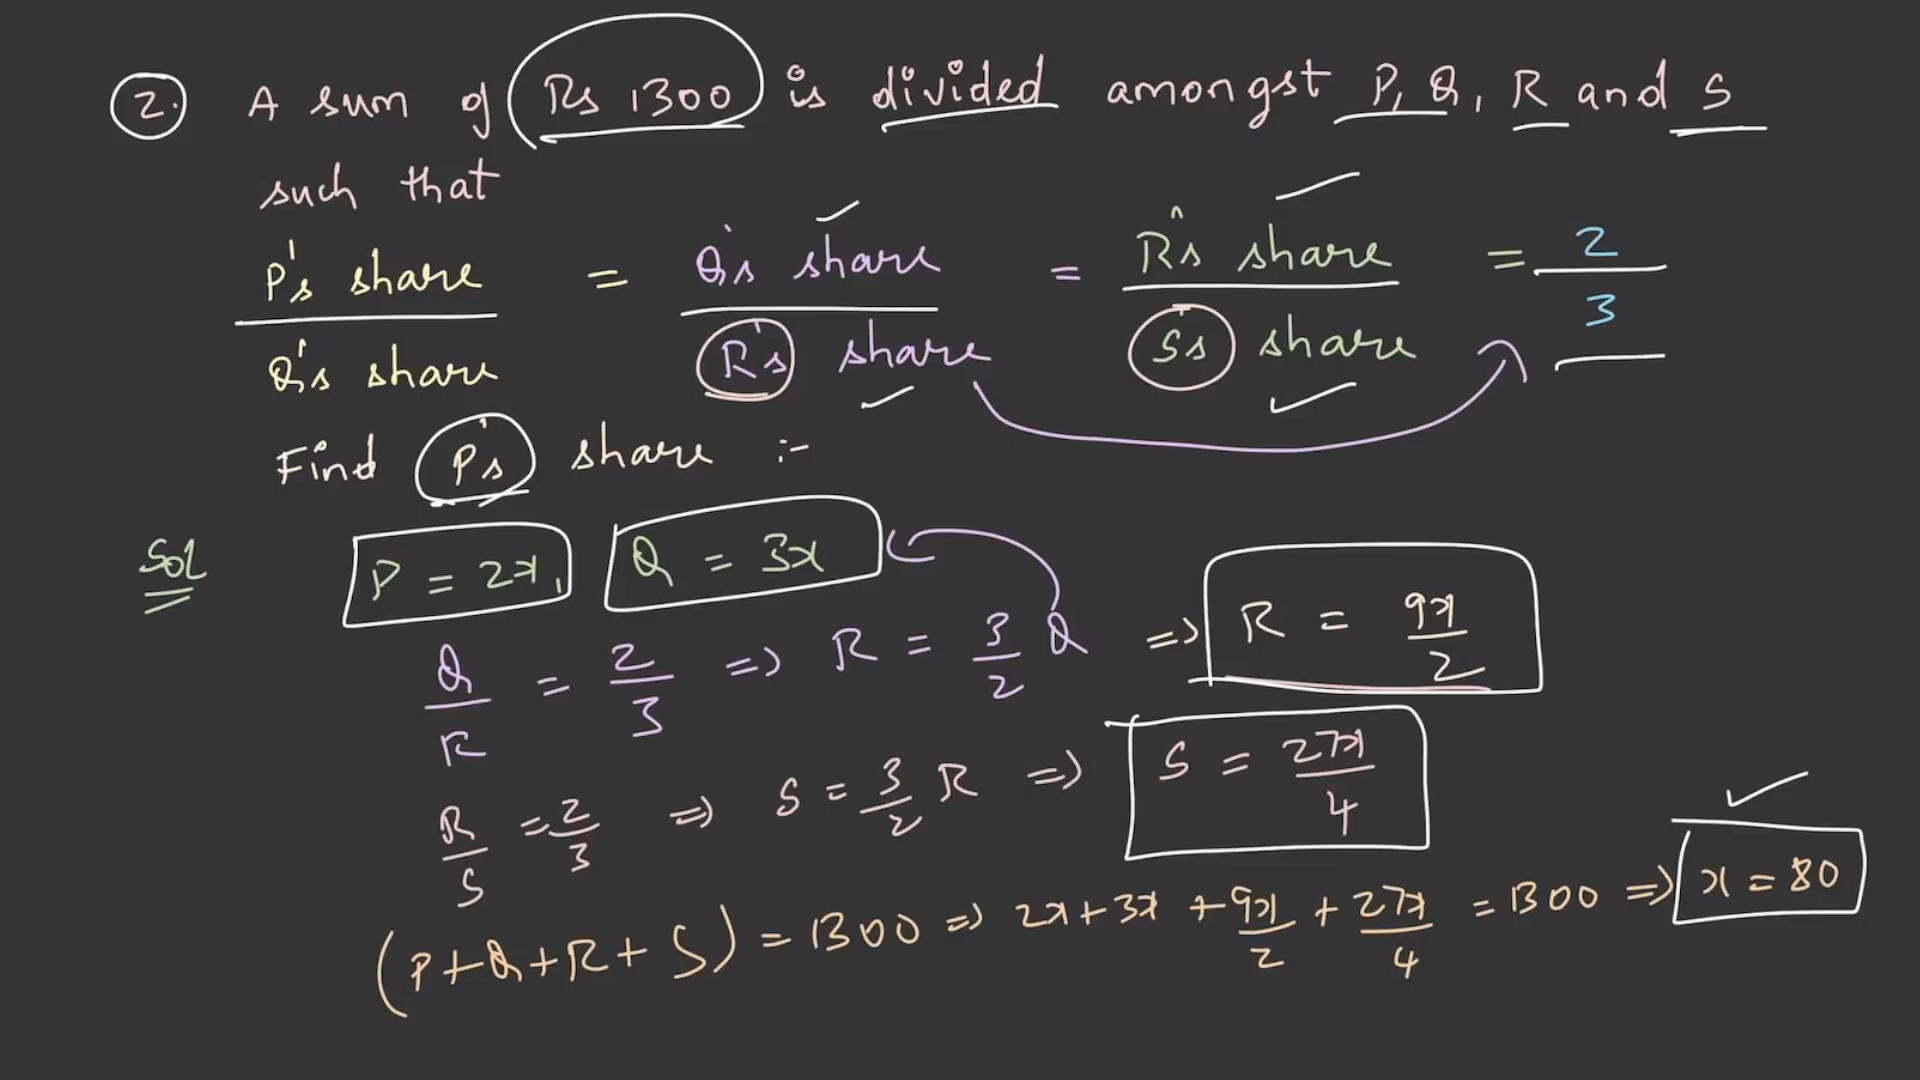 2. A sum of Rs 1300 is divided amongst P, Q, R and S
such that
P's share / Q's share = Q's share / R's share = R's share / S's share = 2 / 3
Find P's share :-
Sol P = 2x, Q = 3x
Q / R = 2 / 3 => R = 3/2 Q => R = 9x / 2
R / S = 2 / 3 => S = 3/2 R => S = 27x / 4
(P+Q+R+S) = 1300 => 2x+3x + 9x/2 + 27x/4 = 1300 => x = 80